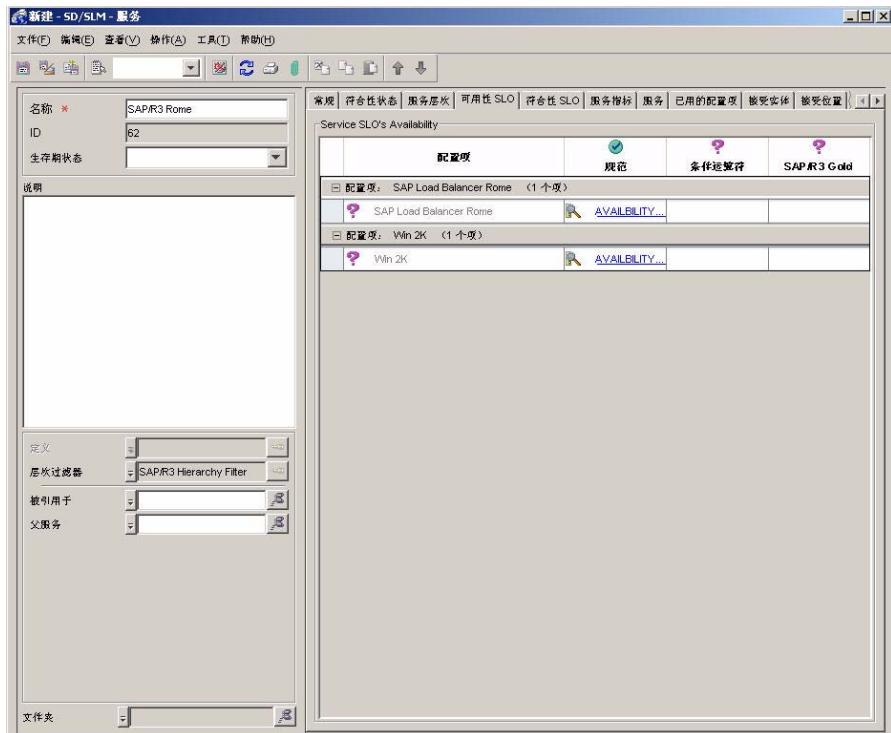 新建 - SD/SLM - 服务
文件(F) 编辑(E) 查看(V) 操作(A) 工具(T) 帮助(H)
名称 * SAP/R3 Rome
ID 62
生存期状态
说明
定义
层次过滤器 SAP/R3 Hierarchy Filter
被引用于
父服务
文件夹
常规 符合性状态 服务层次 可用性 SLO 符合性 SLO 服务指标 服务 已用的配置项 接受实体 接受位置
Service SLO's Availability
配置项 规范 条件运算符 SAP/R3 Gold
配置项: SAP Load Balancer Rome (1 个项)
SAP Load Balancer Rome AVAILBILITY...
配置项: Win 2K (1 个项)
Win 2K AVAILBILITY...